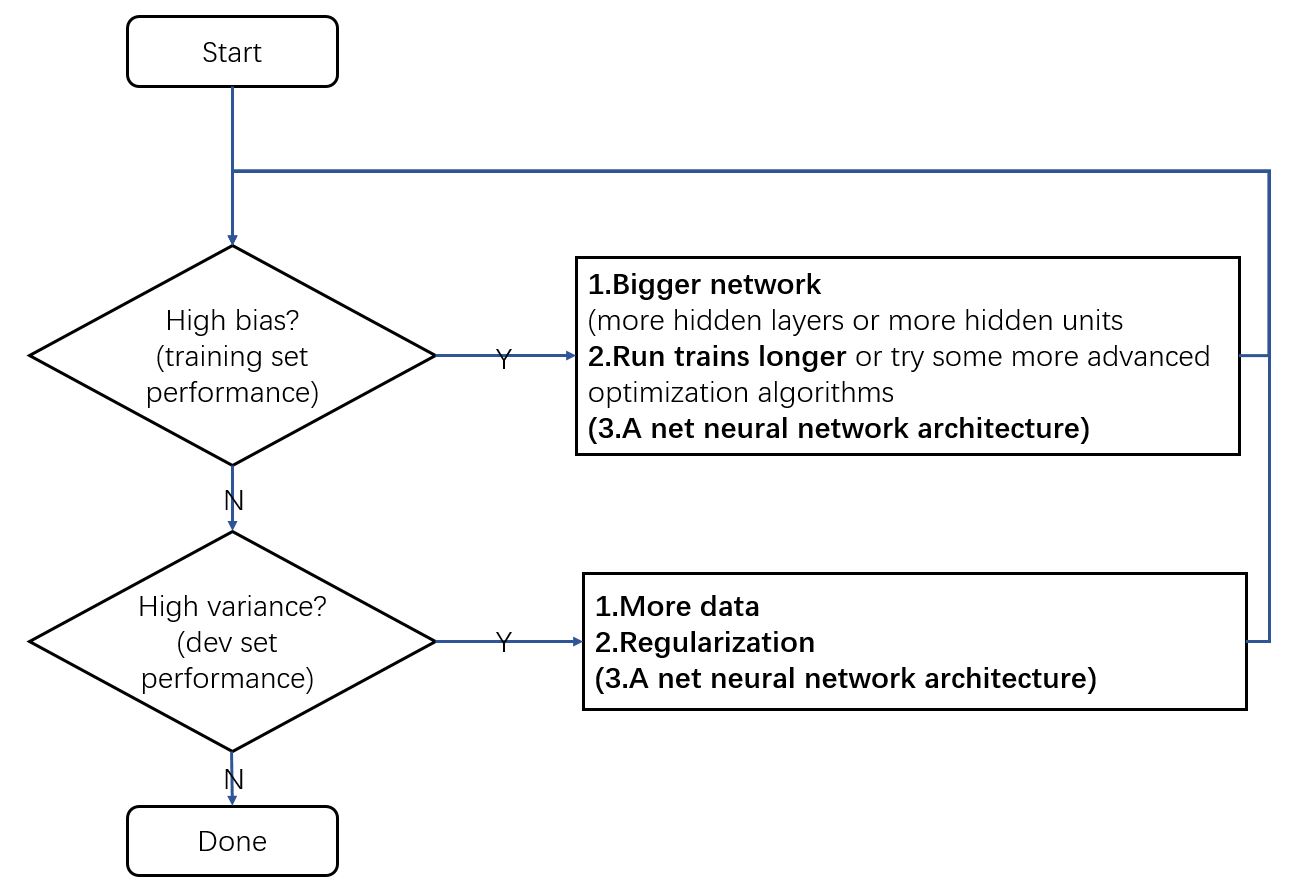 Start
High bias?
(training set
performance)
Y
1.Bigger network
(more hidden layers or more hidden units
2.Run trains longer or try some more advanced
optimization algorithms
(3.A net neural network architecture)
N
High variance?
(dev set
performance)
Y
1.More data
2.Regularization
(3.A net neural network architecture)
N
Done